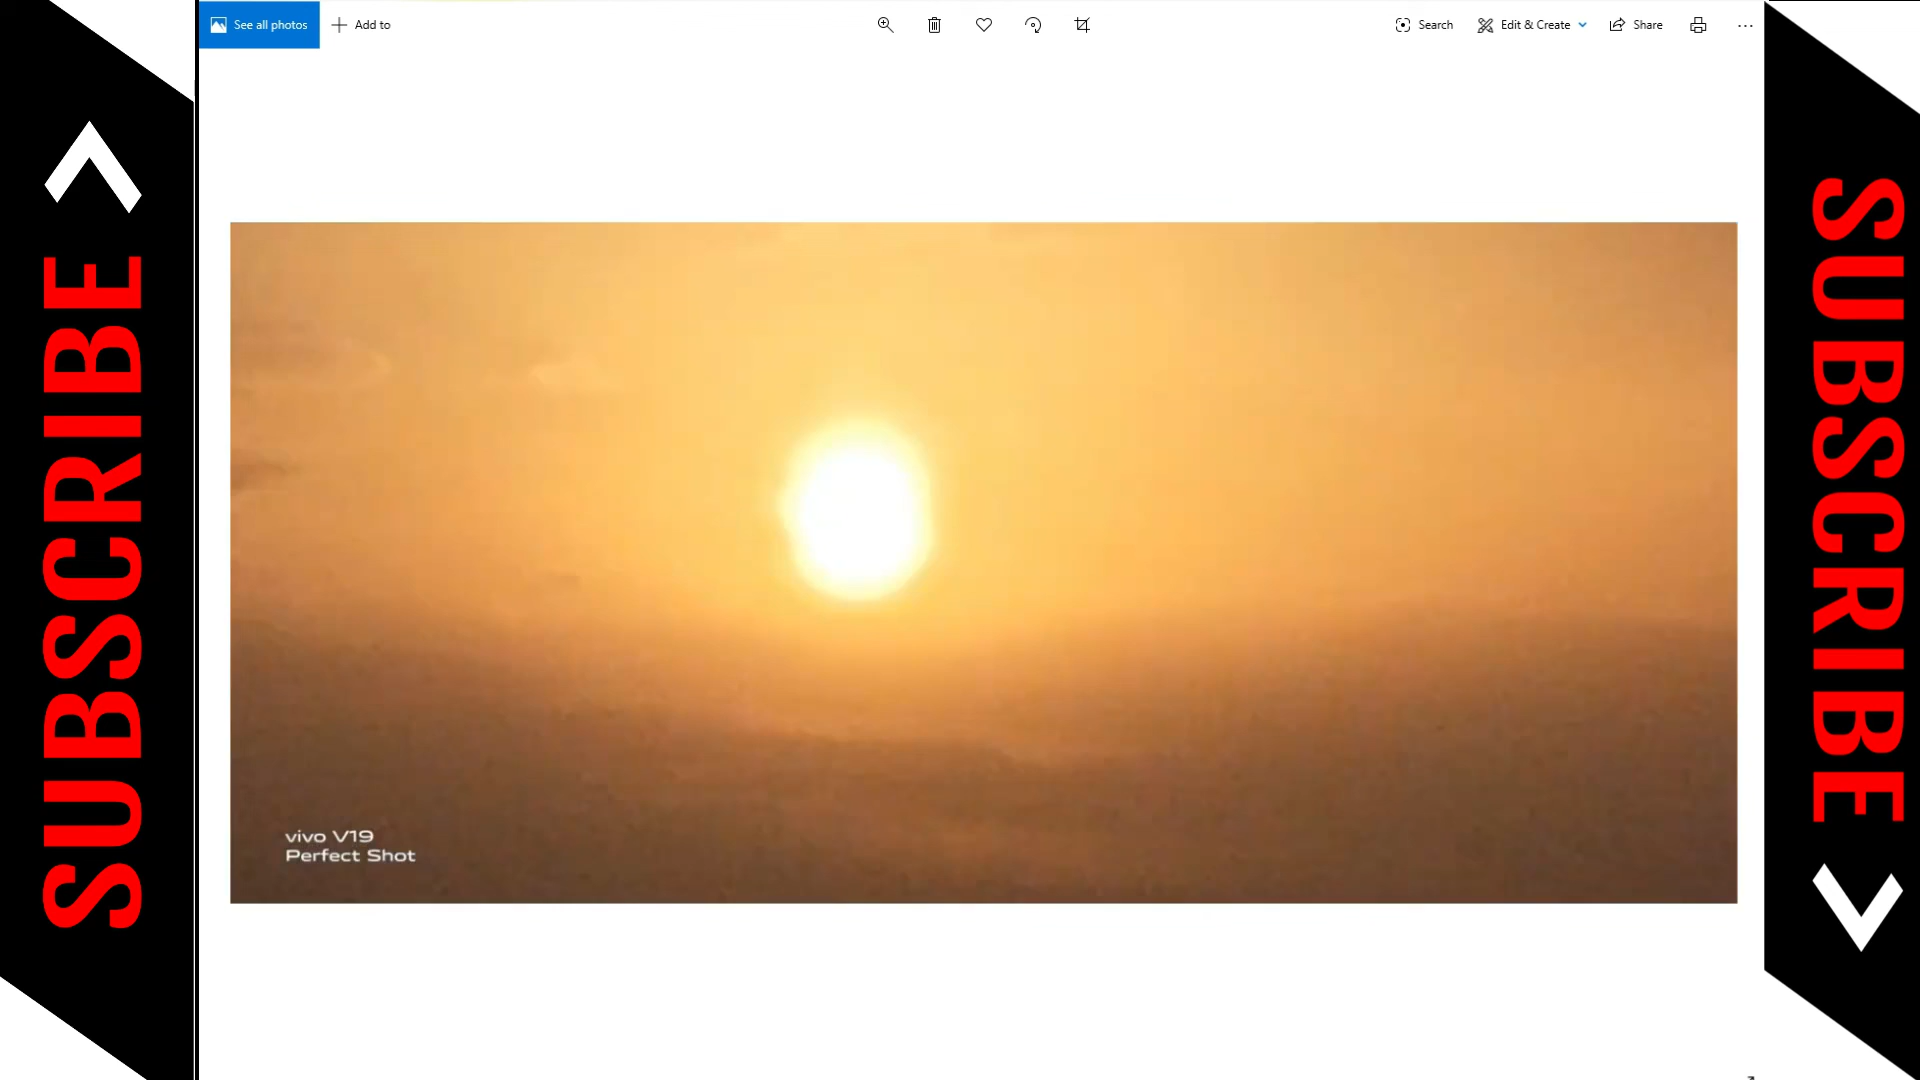 See all photos
Add to
Search
Edit & Create
Share
SUBSCRIBE
SUBSCRIBE
vivo V19
Perfect Shot